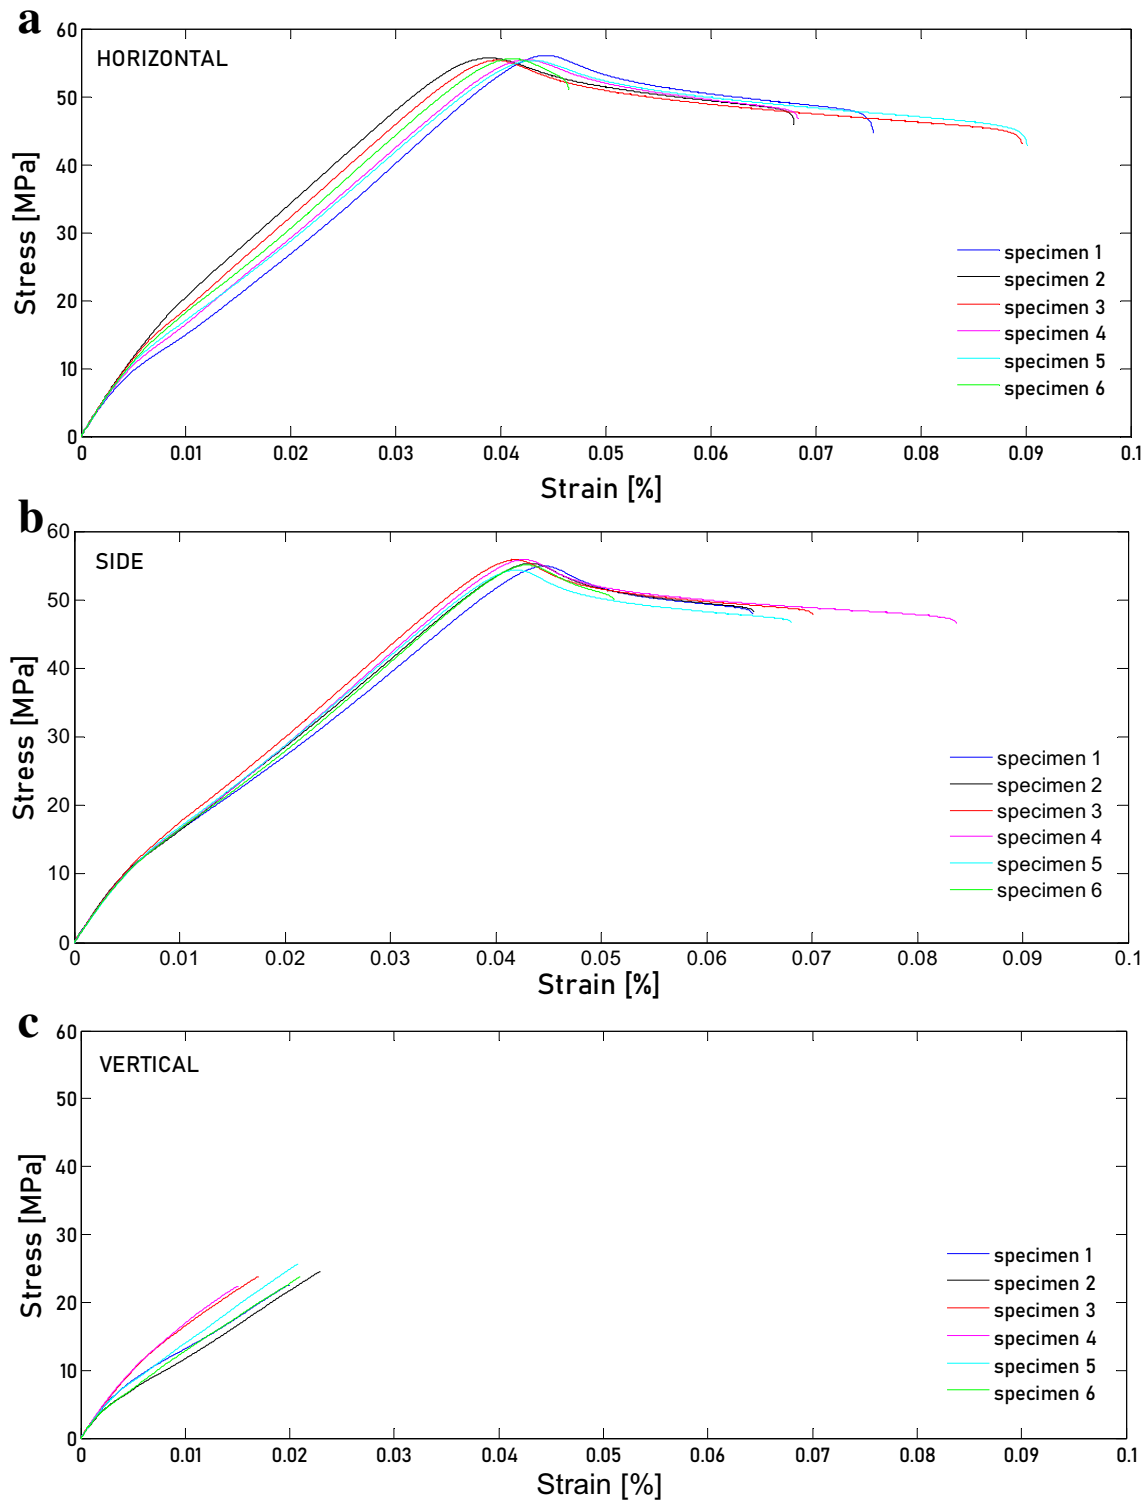 a
HORIZONTAL
Stress [MPa]
60
50
40
30
20
10
0
0 0.01 0.02 0.03 0.04 0.05 0.06 0.07 0.08 0.09 0.1
Strain [%]
specimen 1
specimen 2
specimen 3
specimen 4
specimen 5
specimen 6
b
SIDE
Stress [MPa]
60
50
40
30
20
10
0
0 0.01 0.02 0.03 0.04 0.05 0.06 0.07 0.08 0.09 0.1
Strain [%]
specimen 1
specimen 2
specimen 3
specimen 4
specimen 5
specimen 6
c
VERTICAL
Stress [MPa]
60
50
40
30
20
10
0
0 0.01 0.02 0.03 0.04 0.05 0.06 0.07 0.08 0.09 0.1
Strain [%]
specimen 1
specimen 2
specimen 3
specimen 4
specimen 5
specimen 6